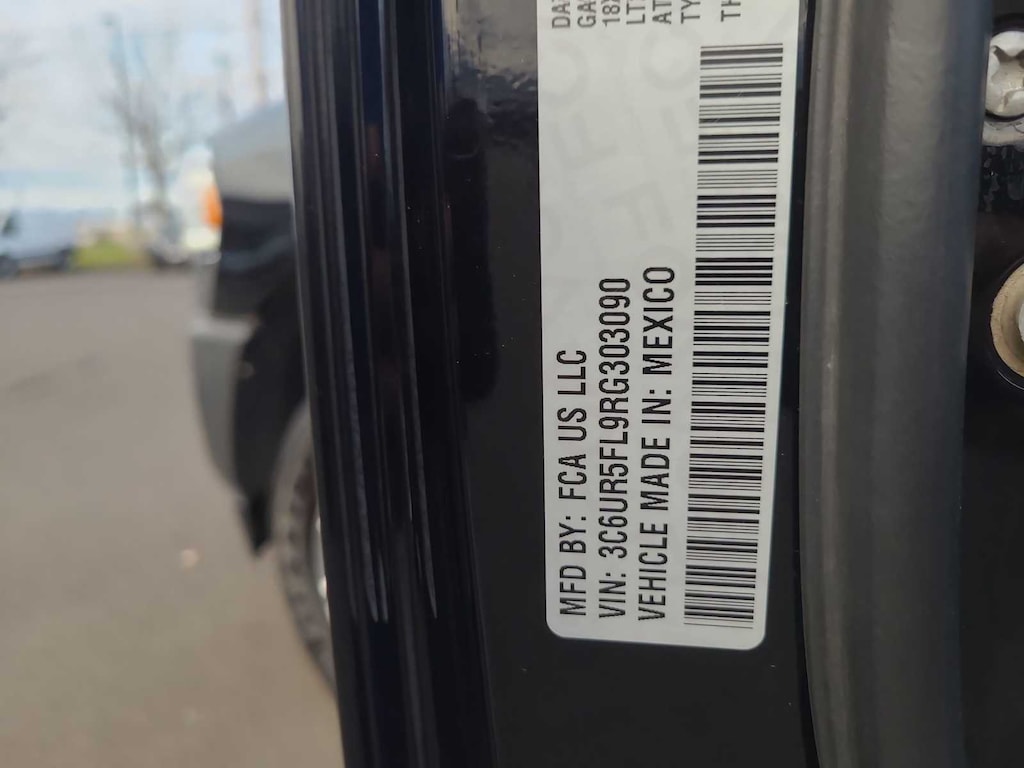 MFD BY: FCA US LLC
VIN: 3C6UR5FL9RG303090
VEHICLE MADE IN: MEXICO